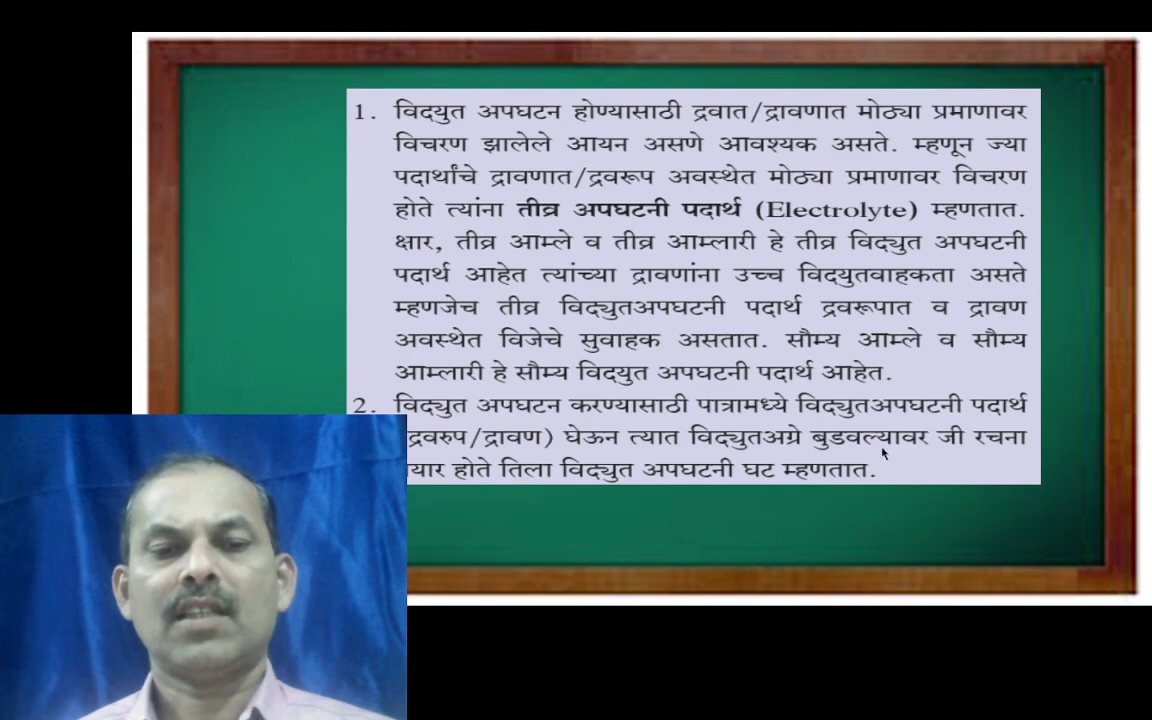 1. विदयुत अपघटन होण्यासाठी द्रवात/द्रावणात मोठ्या प्रमाणावर
विचरण झालेले आयन असणे आवश्यक असते. म्हणून ज्या
पदार्थांचे द्रावणात/द्रवरूप अवस्थेत मोठ्या प्रमाणावर विचरण
होते त्यांना तीव्र अपघटनी पदार्थ (Electrolyte) म्हणतात.
क्षार, तीव्र आम्ले व तीव्र आम्लारी हे तीव्र विद्युत अपघटनी
पदार्थ आहेत त्यांच्या द्रावणांना उच्च विदयुतवाहकता असते
म्हणजेच तीव्र विद्युतअपघटनी पदार्थ द्रवरूपात व द्रावण
अवस्थेत विजेचे सुवाहक असतात. सौम्य आम्ले व सौम्य
आम्लारी हे सौम्य विदयुत अपघटनी पदार्थ आहेत.
2. विद्युत अपघटन करण्यासाठी पात्रामध्ये विद्युतअपघटनी पदार्थ
द्रवरुप/द्रावण) घेऊन त्यात विद्युतअग्रे बुडवल्यावर जी रचना
यार होते तिला विद्युत अपघटनी घट म्हणतात.